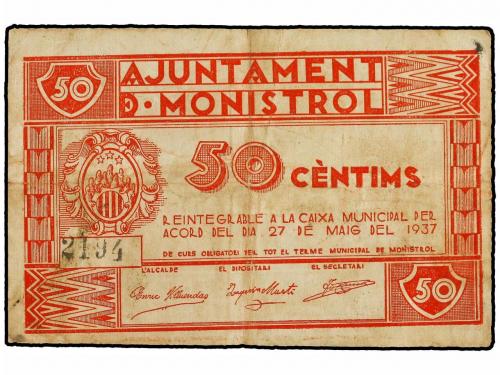 50
AJUNTAMENT
D· MONISTROL
50 CÈNTIMS
REINTEGRABLE A LA CAIXA MUNICIPAL PER
ACORD DEL DIA 27 DE MAIG DEL 1937
DE CURS OBLIGATORI PER TOT EL TERME MUNICIPAL DE MONISTROL
2194
L'ALCALDE EL DIPOSITARI EL SECRETARI
50